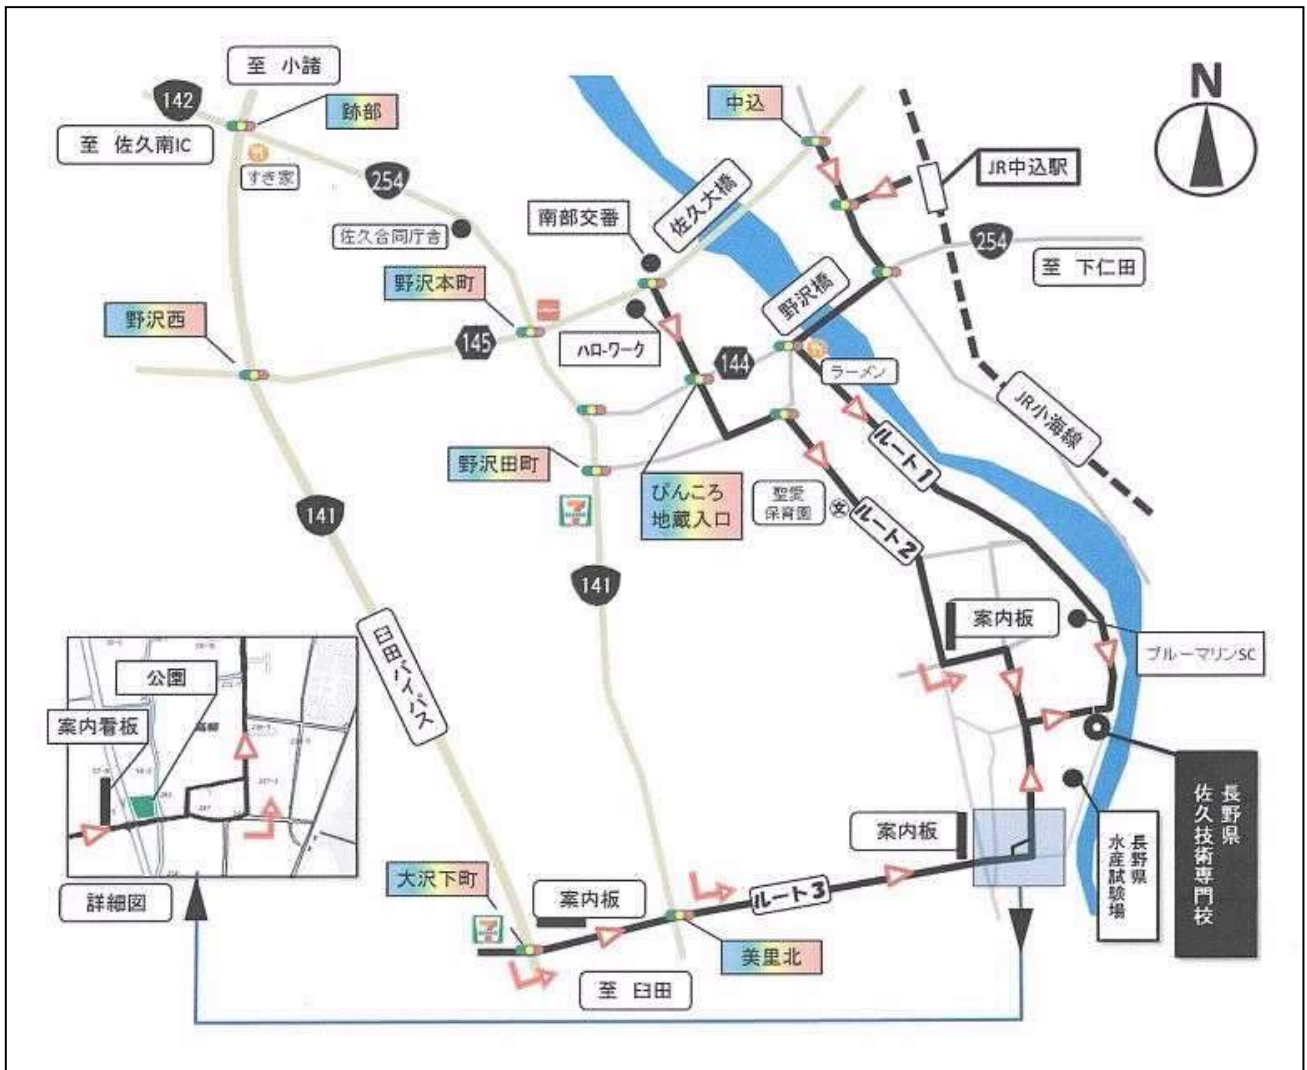 至 小諸
142
跡部
至 佐久南IC
すき家
254
佐久合同庁舎
中込
N
佐久大橋
JR中込駅
南部交番
254
至 下仁田
野沢本町
野沢橋
野沢西
145
ハローワーク
144
ラーメン
JR小海線
ルート1
野沢田町
ぴんころ
地蔵入口
聖愛
保育園
ルート2
7
141
141
案内板
ブルーマリンSC
臼田バイパス
公園
案内看板
高柳
詳細図
長野県
佐久技術専門校
長野県
水産試験場
案内板
大沢下町
案内板
ルート3
7
美里北
至 臼田